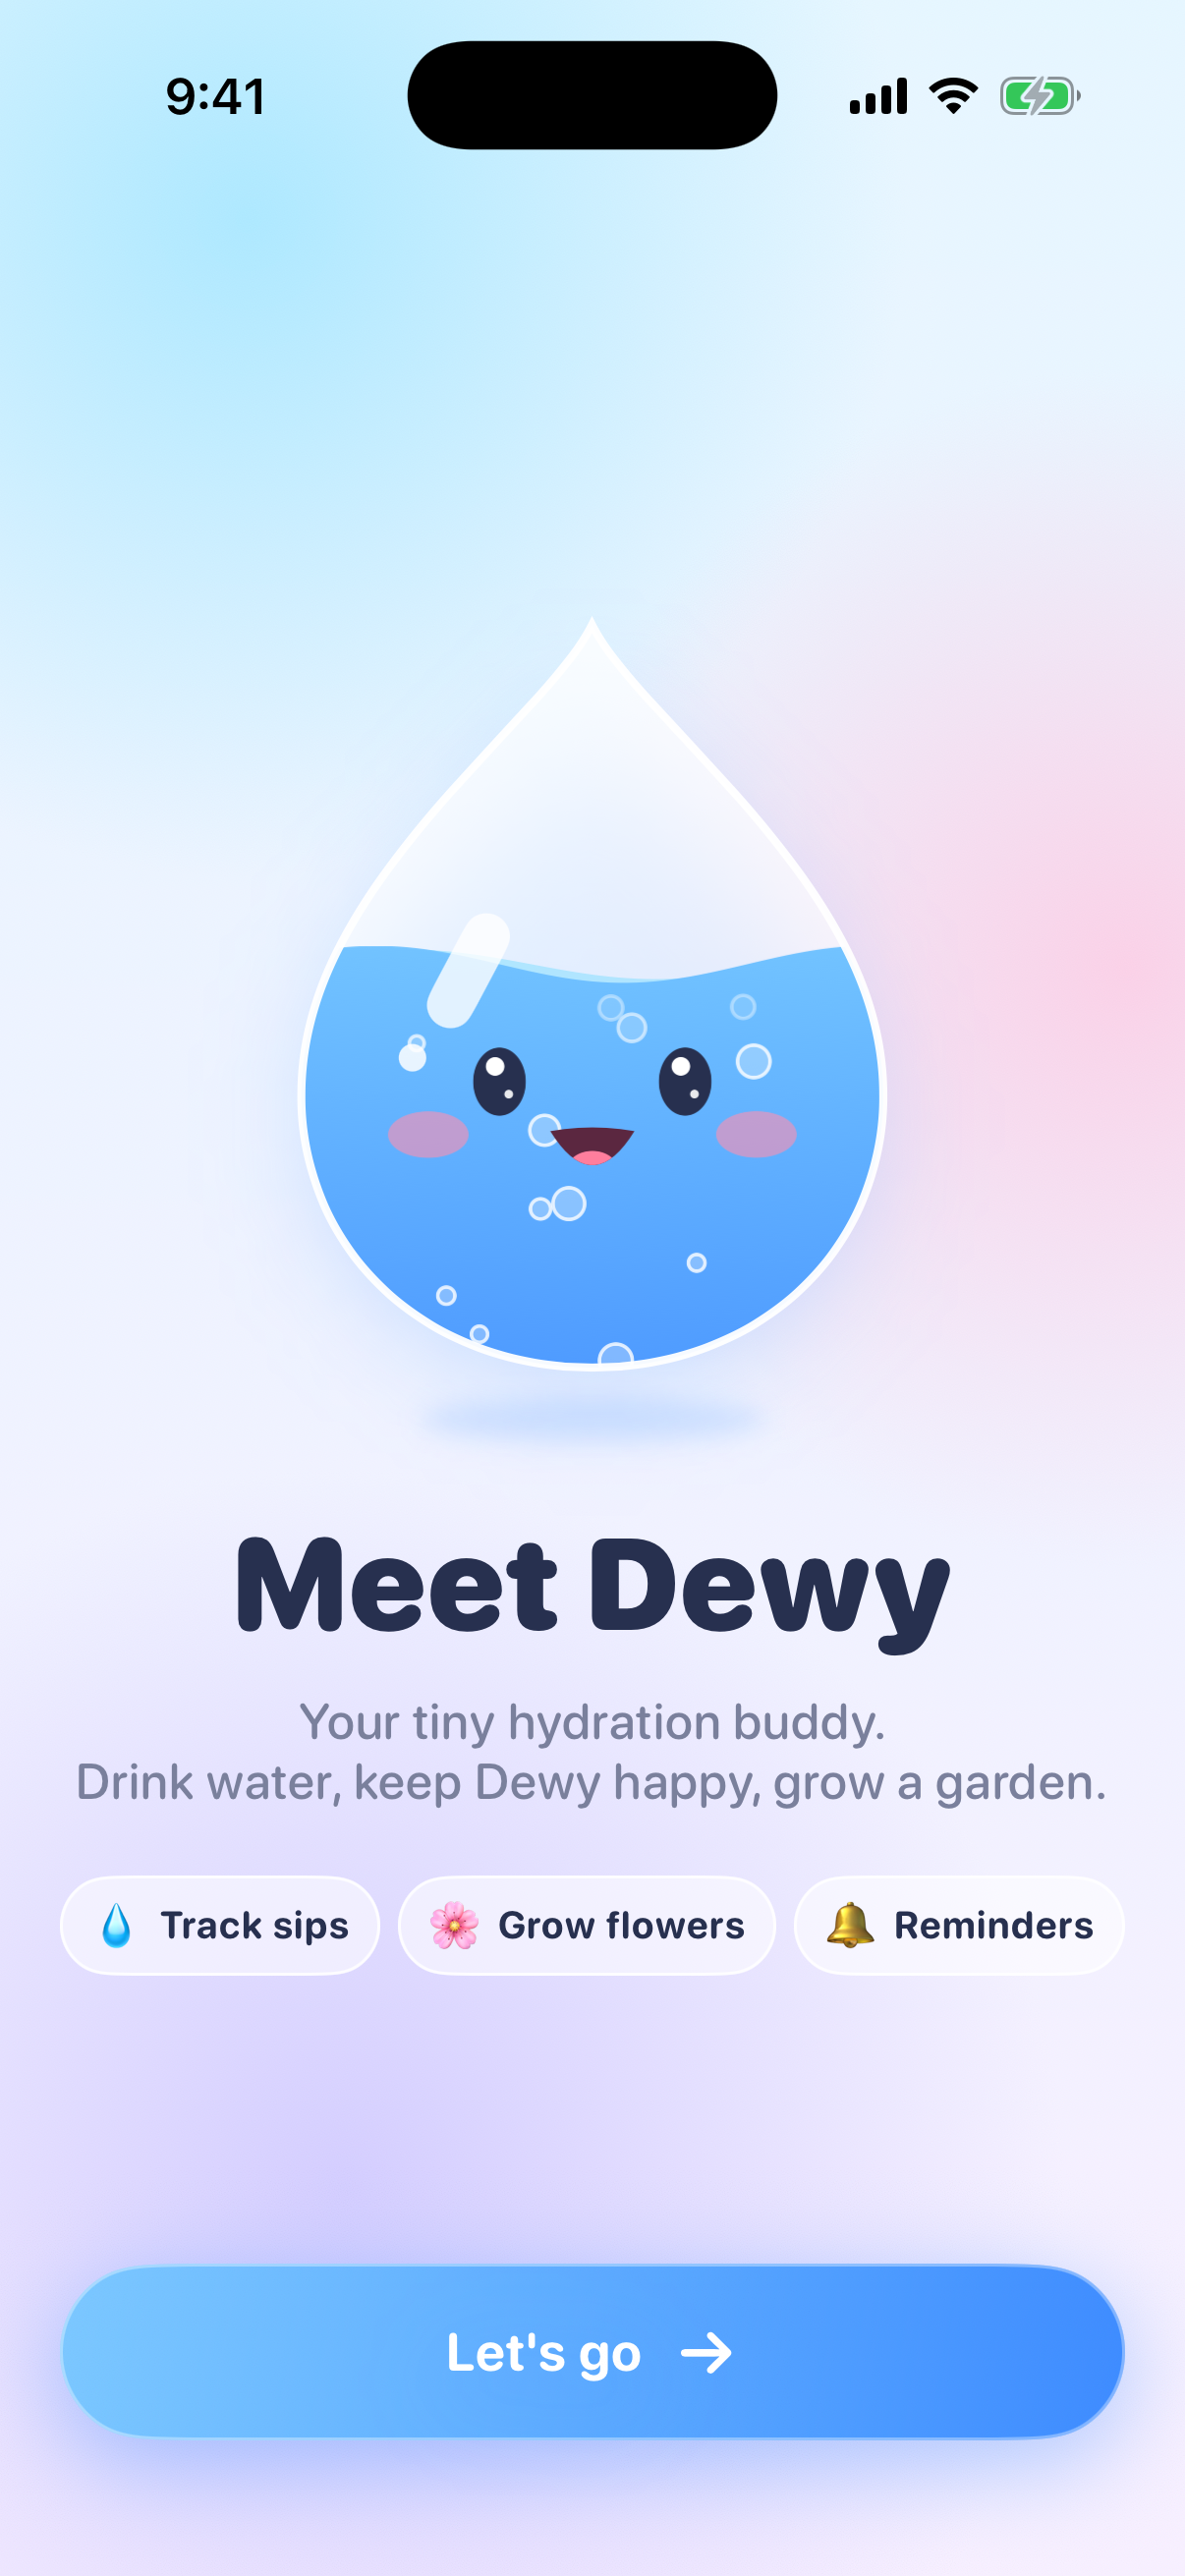 9:41
Meet Dewy
Your tiny hydration buddy.
Drink water, keep Dewy happy, grow a garden.
Track sips
Grow flowers
Reminders
Let's go